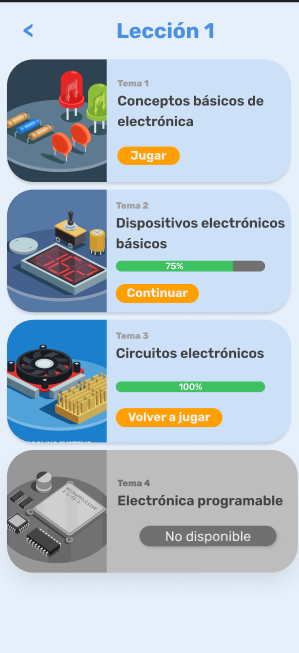 <
Lección 1
Tema 1
Conceptos básicos de
electrónica
Jugar
Tema 2
Dispositivos electrónicos
básicos
75%
Continuar
Tema 3
Circuitos electrónicos
100%
Volver a jugar
Tema 4
Electrónica programable
No disponible